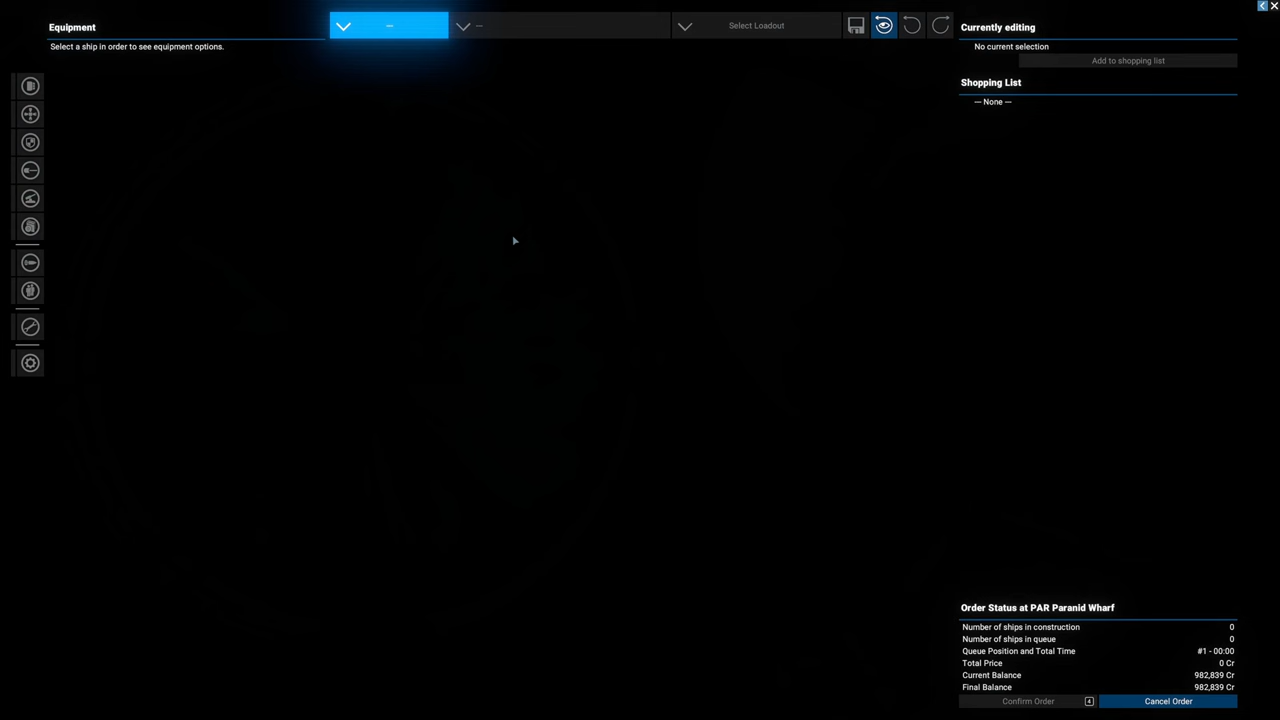 Equipment
Select a ship in order to see equipment options.
—
—
Select Loadout
Currently editing
No current selection
Add to shopping list
Shopping List
— None —
Order Status at PAR Paranid Wharf
Number of ships in construction 0
Number of ships in queue 0
Queue Position and Total Time #1 - 00:00
Total Price 0 Cr
Current Balance 982,839 Cr
Final Balance 982,839 Cr
Confirm Order 4 Cancel Order